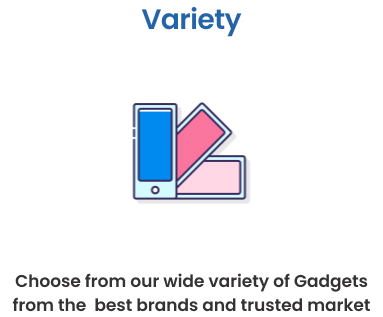 Variety
Choose from our wide variety of Gadgets
from the best brands and trusted market